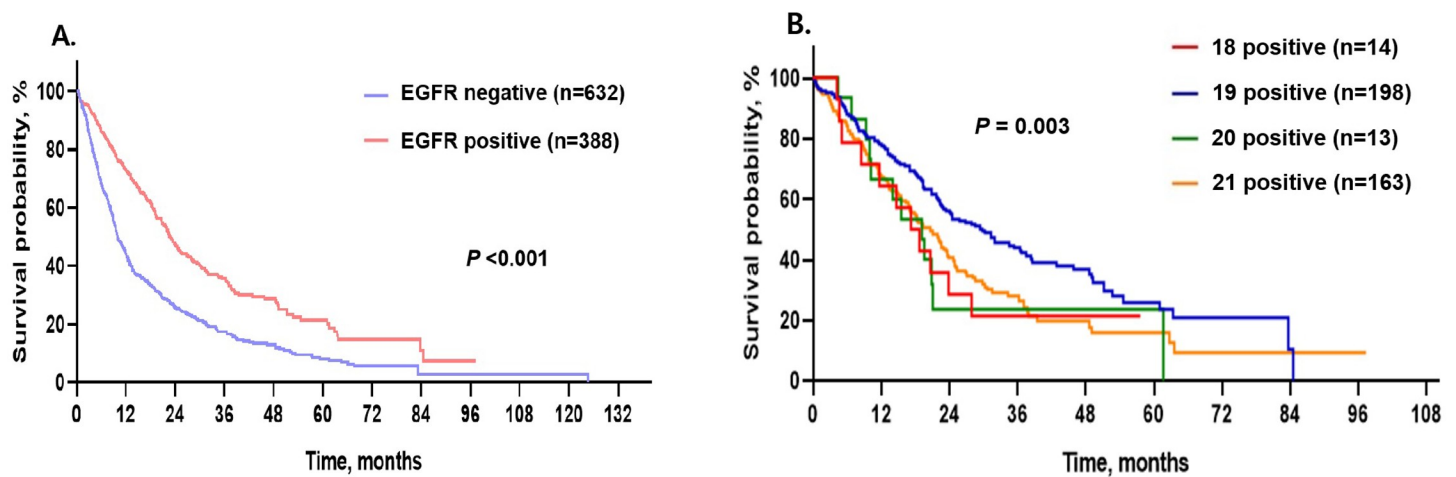 A.
Survival probability, %
100
80
60
40
20
0
0 12 24 36 48 60 72 84 96 108 120 132
Time, months
EGFR negative (n=632)
EGFR positive (n=388)
P <0.001
B.
Survival probability, %
100
80
60
40
20
0
0 12 24 36 48 60 72 84 96 108
Time, months
P = 0.003
18 positive (n=14)
19 positive (n=198)
20 positive (n=13)
21 positive (n=163)